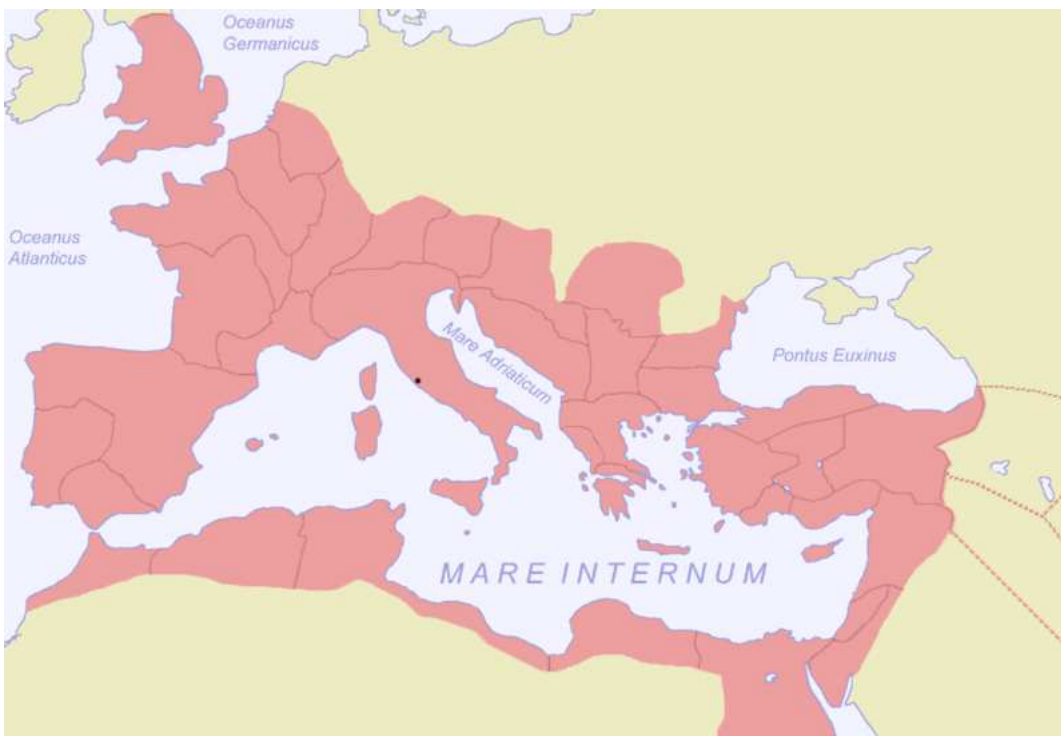 Oceanus
Germanicus
Oceanus
Atlanticus
Mare Adriaticum
Pontus Euxinus
MARE INTERNUM